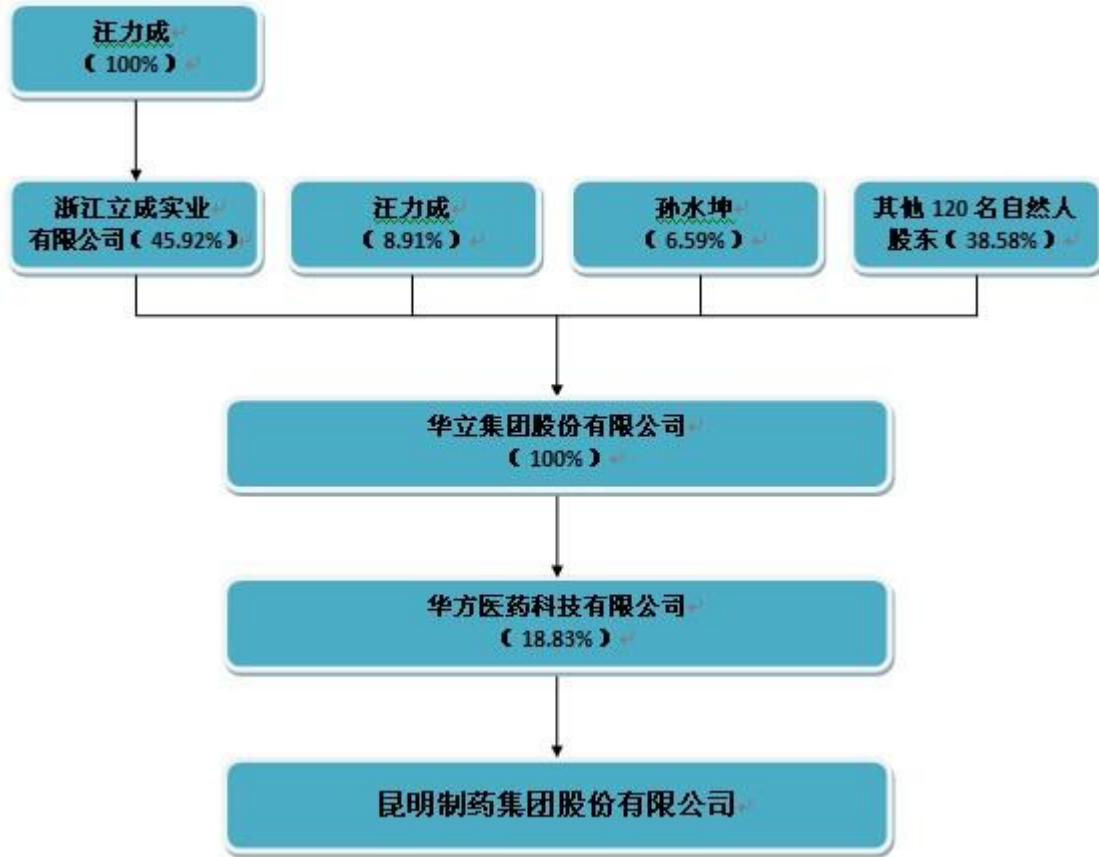 汪力成
（100%）
浙江立成实业
有限公司（45.92%）
汪力成
（8.91%）
孙水坤
（6.59%）
其他 120 名自然人
股东（38.58%）
华立集团股份有限公司
（100%）
华方医药科技有限公司
（18.83%）
昆明制药集团股份有限公司